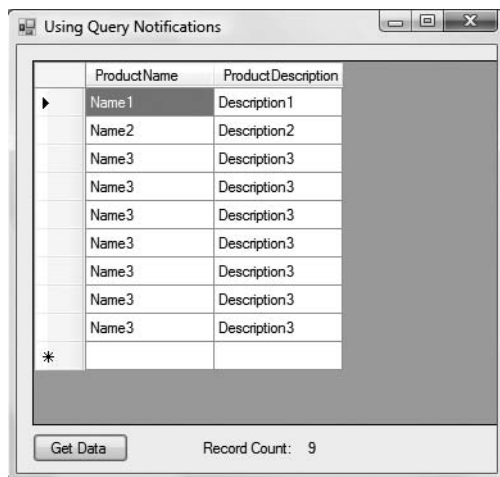 Using Query Notifications
ProductName ProductDescription
Name1 Description1
Name2 Description2
Name3 Description3
Name3 Description3
Name3 Description3
Name3 Description3
Name3 Description3
Name3 Description3
Name3 Description3
Get Data Record Count: 9